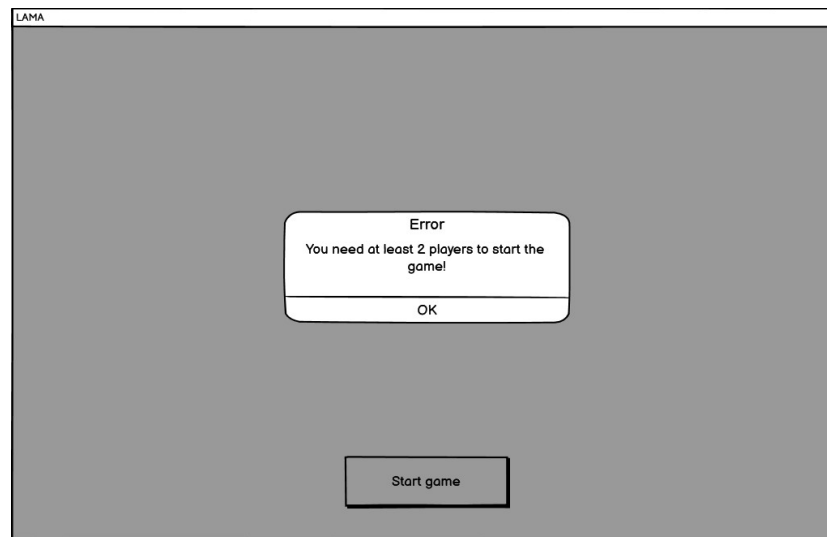 LAMA
Error
You need at least 2 players to start the
game!
OK
Start game